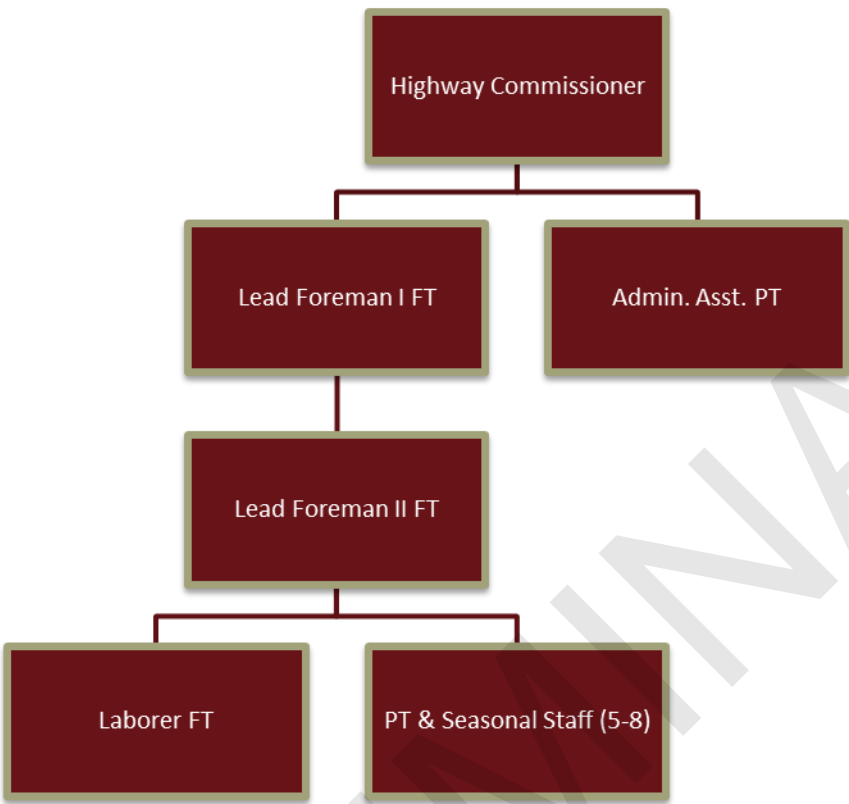 Highway Commissioner
Lead Foreman I FT
Admin. Asst. PT
Lead Foreman II FT
Laborer FT
PT & Seasonal Staff (5-8)
MINA